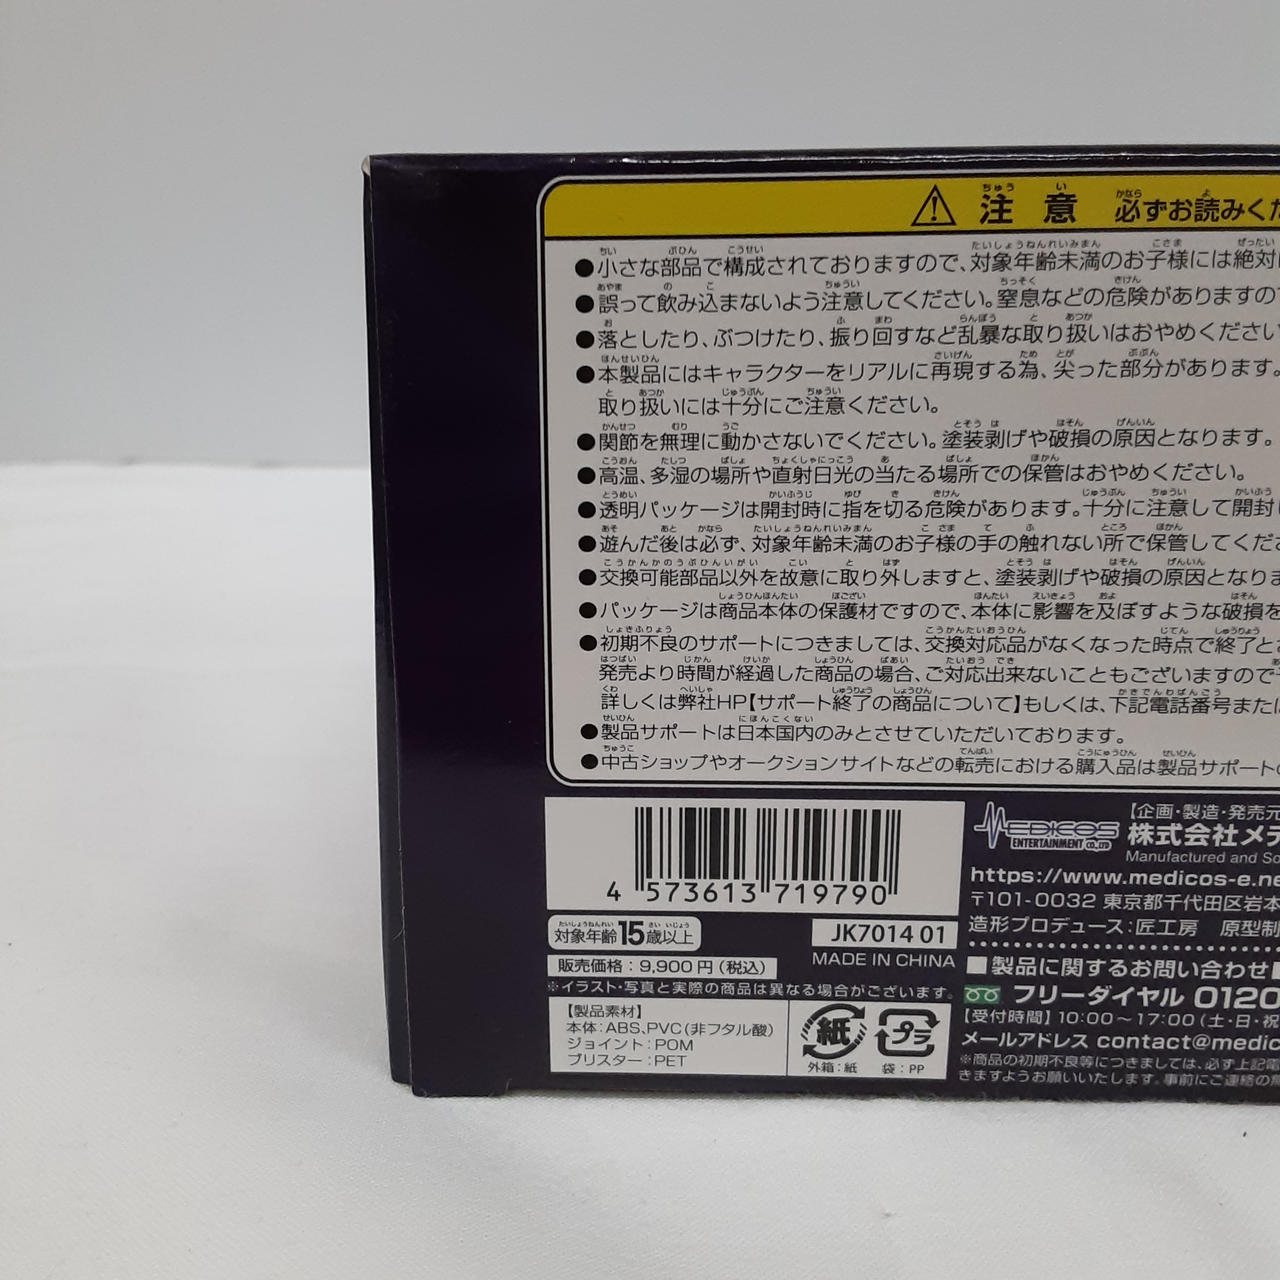 ⚠ 注意 必ずお読みくだ
●小さな部品で構成されておりますので、対象年齢未満のお子様には絶対に
●誤って飲み込まないよう注意してください。窒息などの危険がありますので
●落としたり、ぶつけたり、振り回すなど乱暴な取り扱いはおやめください
●本製品にはキャラクターをリアルに再現する為、尖った部分があります。
取り扱いには十分にご注意ください。
●関節を無理に動かさないでください。塗装剥げや破損の原因となります。
●高温、多湿の場所や直射日光の当たる場所での保管はおやめください。
●透明パッケージは開封時に指を切る危険があります。十分に注意して開封し
●遊んだ後は必ず、対象年齢未満のお子様の手の触れない所で保管してくださ
●交換可能部品以外を故意に取り外しますと、塗装剥げや破損の原因となりま
●パッケージは商品本体の保護材ですので、本体に影響を及ぼすような破損を
●初期不良のサポートにつきましては、交換対応品がなくなった時点で終了とさ
発売より時間が経過した商品の場合、ご対応出来ないこともございますので
詳しくは弊社HP【サポート終了の商品について】もしくは、下記電話番号または
●製品サポートは日本国内のみとさせていただいております。
●中古ショップやオークションサイトなどの転売における購入品は製品サポートの
4 573613 719790
対象年齢15歳以上
JK7014 01
MADE IN CHINA
販売価格：9,900円(税込)
※イラスト・写真と実際の商品は異なる場合がございます。
【製品素材】
本体：ABS、PVC(非フタル酸)
ジョイント：POM
ブリスター：PET
紙
外箱：紙
プラ
袋：PP
MEDICOS
ENTERTAINMENT co.,LTD
【企画・製造・発売元
株式会社メデ
Manufactured and So
https://www.medicos-e.ne
〒101-0032 東京都千代田区岩本
造形プロデュース：匠工房 原型制
■製品に関するお問い合わせ■
フリーダイヤル 0120
【受付時間】10:00～17:00(土・日・祝
メールアドレス contact@medic
※商品の初期不良等につきましては、必ず上記電
きますようお願いいたします。事前にご連絡の無